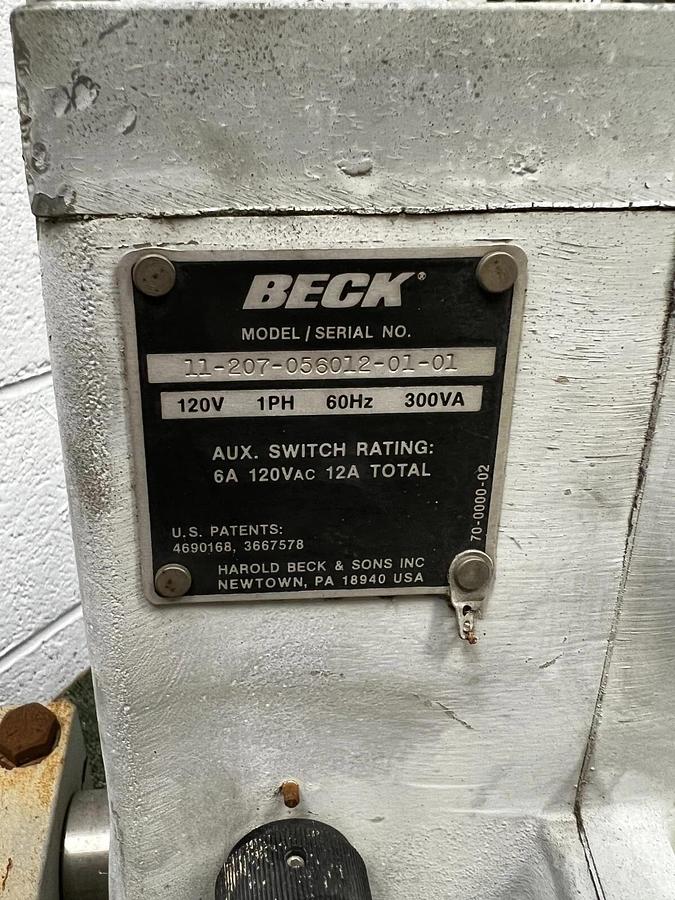 BECK®
MODEL / SERIAL NO.
11-207-056012-01-01
120V 1PH 60Hz 300VA
AUX. SWITCH RATING:
6A 120VAC 12A TOTAL
70-0000-02
U.S. PATENTS:
4690168, 3667578
HAROLD BECK & SONS INC
NEWTOWN, PA 18940 USA